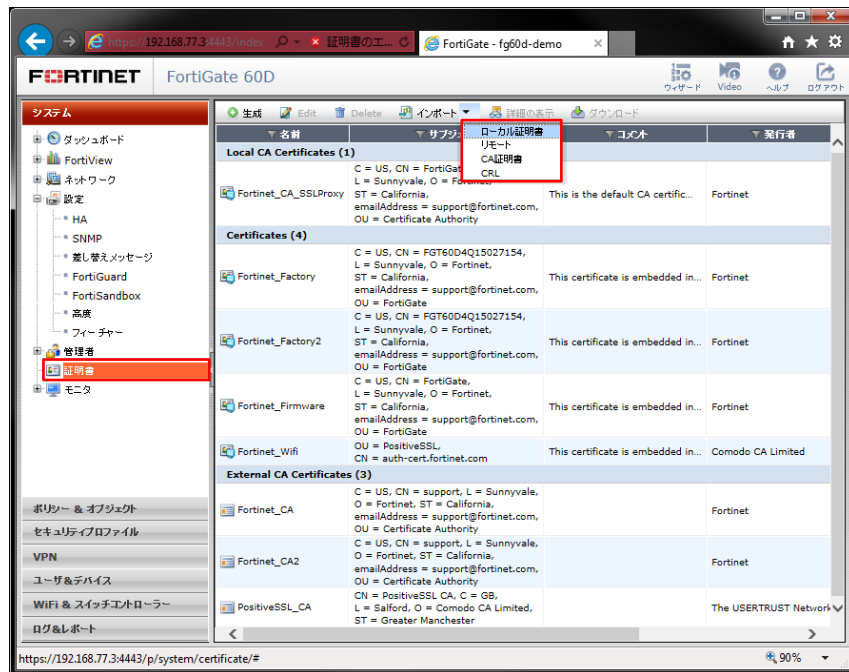 https://192.168.77.3:4443/index 証明書のエ... FortiGate - fg60d-demo
FORTINET FortiGate 60D ウィザード Video ヘルプ ログアウト
システム
ダッシュボード
FortiView
ネットワーク
設定
HA
SNMP
差し替えメッセージ
FortiGuard
FortiSandbox
高度
フィーチャー
管理者
証明書
モニタ
ポリシー & オブジェクト
セキュリティプロファイル
VPN
ユーザ&デバイス
WiFi & スイッチコントローラー
ログ&レポート
生成 Edit Delete インポート 詳細の表示 ダウンロード
名前 サブジ コメント 発行者
ローカル証明書
リモート
CA証明書
CRL
Local CA Certificates (1)
Fortinet_CA_SSLProxy
C = US, CN = FortiGat
L = Sunnyvale, O = Fortinet,
ST = California,
emailAddress = support@fortinet.com,
OU = Certificate Authority
This is the default CA certific... Fortinet
Certificates (4)
Fortinet_Factory
C = US, CN = FGT60D4Q15027154,
L = Sunnyvale, O = Fortinet,
ST = California,
emailAddress = support@fortinet.com,
OU = FortiGate
This certificate is embedded in... Fortinet
Fortinet_Factory2
C = US, CN = FGT60D4Q15027154,
L = Sunnyvale, O = Fortinet,
ST = California,
emailAddress = support@fortinet.com,
OU = FortiGate
This certificate is embedded in... Fortinet
Fortinet_Firmware
C = US, CN = FortiGate,
L = Sunnyvale, O = Fortinet,
ST = California,
emailAddress = support@fortinet.com,
OU = FortiGate
This certificate is embedded in... Fortinet
Fortinet_Wifi
OU = PositiveSSL,
CN = auth-cert.fortinet.com
This certificate is embedded in... Comodo CA Limited
External CA Certificates (3)
Fortinet_CA
C = US, CN = support, L = Sunnyvale,
O = Fortinet, ST = California,
emailAddress = support@fortinet.com,
OU = Certificate Authority
Fortinet
Fortinet_CA2
C = US, CN = support, L = Sunnyvale,
O = Fortinet, ST = California,
emailAddress = support@fortinet.com,
OU = Certificate Authority
Fortinet
PositiveSSL_CA
CN = PositiveSSL CA, C = GB,
L = Salford, O = Comodo CA Limited,
ST = Greater Manchester
The USERTRUST Network
https://192.168.77.3:4443/p/system/certificate/# 90%